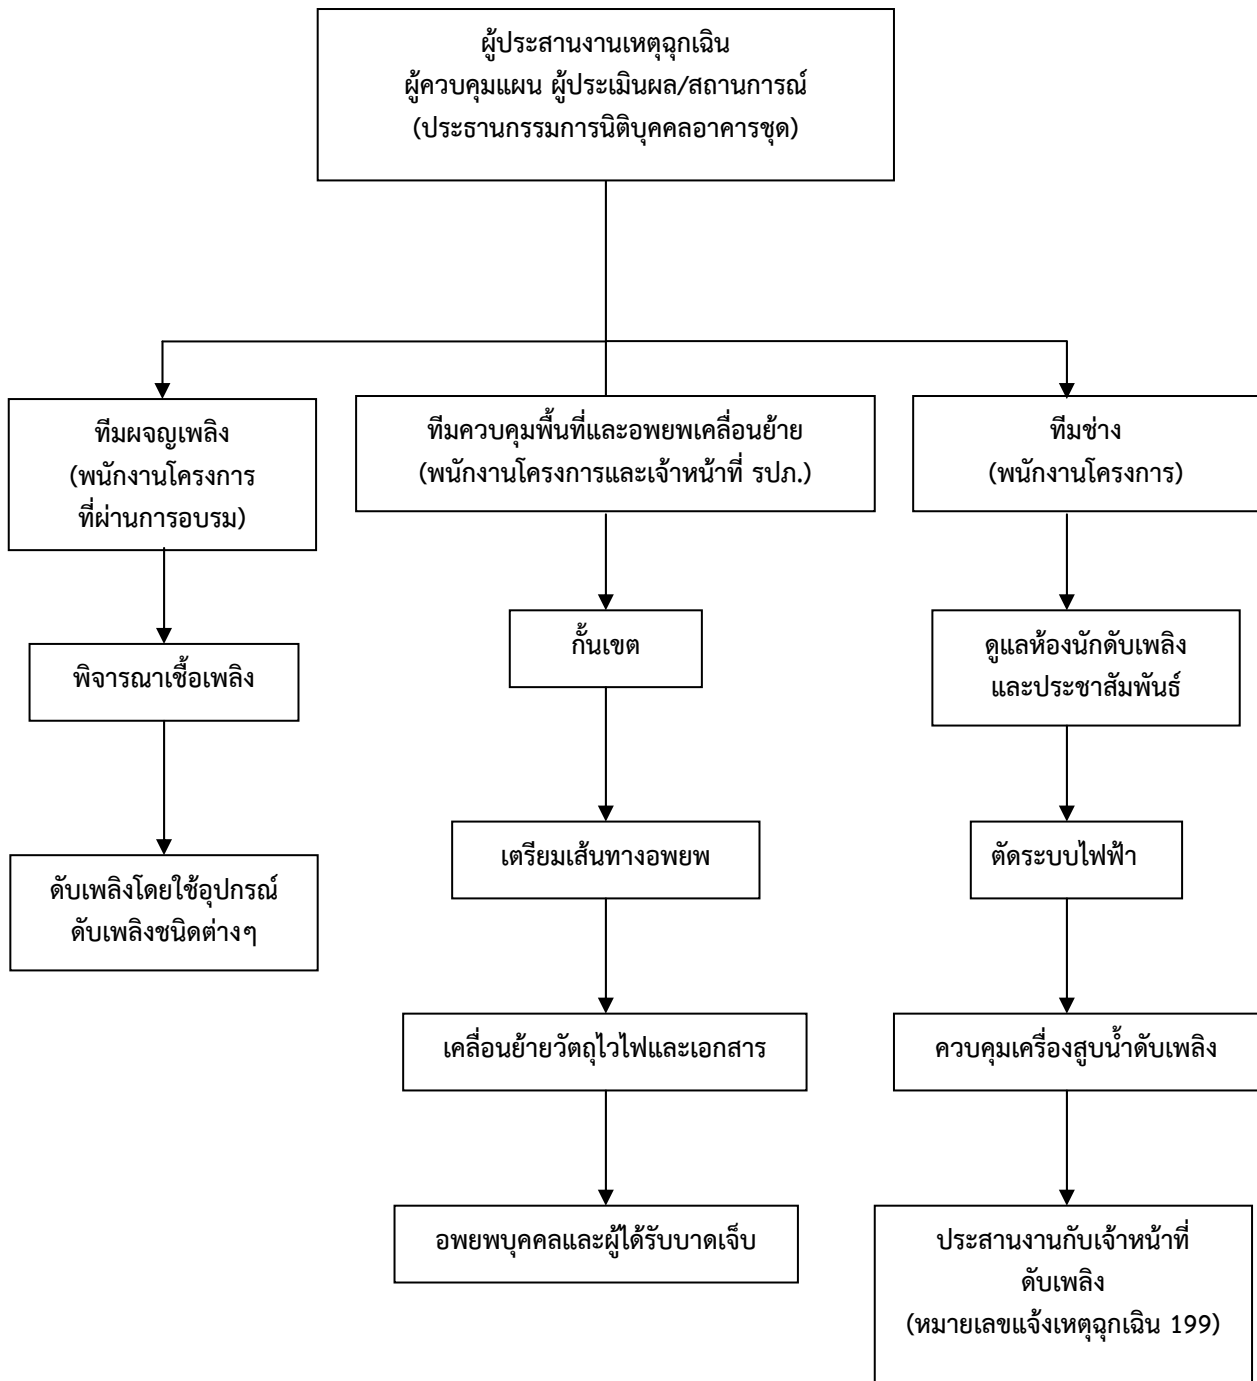 ผู้ประสานงานเหตุฉุกเฉิน
ผู้ควบคุมแผน ผู้ประเมินผล/สถานการณ์
(ประธานกรรมการนิติบุคคลอาคารชุด)
ทีมผจญเพลิง
(พนักงานโครงการ
ที่ผ่านการอบรม)
พิจารณาเชื้อเพลิง
ดับเพลิงโดยใช้อุปกรณ์
ดับเพลิงชนิดต่างๆ
ทีมควบคุมพื้นที่และอพยพเคลื่อนย้าย
(พนักงานโครงการและเจ้าหน้าที่ รปภ.)
กั้นเขต
เตรียมเส้นทางอพยพ
เคลื่อนย้ายวัตถุไวไฟและเอกสาร
อพยพบุคคลและผู้ได้รับบาดเจ็บ
ทีมช่าง
(พนักงานโครงการ)
ดูแลห้องนักดับเพลิง
และประชาสัมพันธ์
ตัดระบบไฟฟ้า
ควบคุมเครื่องสูบน้ำดับเพลิง
ประสานงานกับเจ้าหน้าที่
ดับเพลิง
(หมายเลขแจ้งเหตุฉุกเฉิน 199)